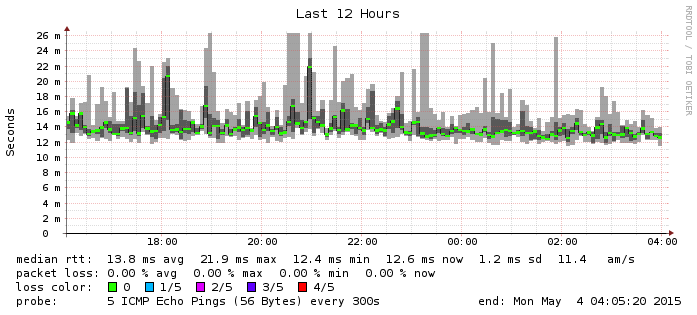 Last 12 Hours
RRDTOOL / TOBI OETIKER
Seconds
26 m
24 m
22 m
20 m
18 m
16 m
14 m
12 m
10 m
8 m
6 m
4 m
2 m
0
18:00 20:00 22:00 00:00 02:00 04:00
median rtt: 13.8 ms avg 21.9 ms max 12.4 ms min 12.6 ms now 1.2 ms sd 11.4 am/s
packet loss: 0.00 % avg 0.00 % max 0.00 % min 0.00 % now
loss color: 0 1/5 2/5 3/5 4/5
probe: 5 ICMP Echo Pings (56 Bytes) every 300s end: Mon May 4 04:05:20 2015